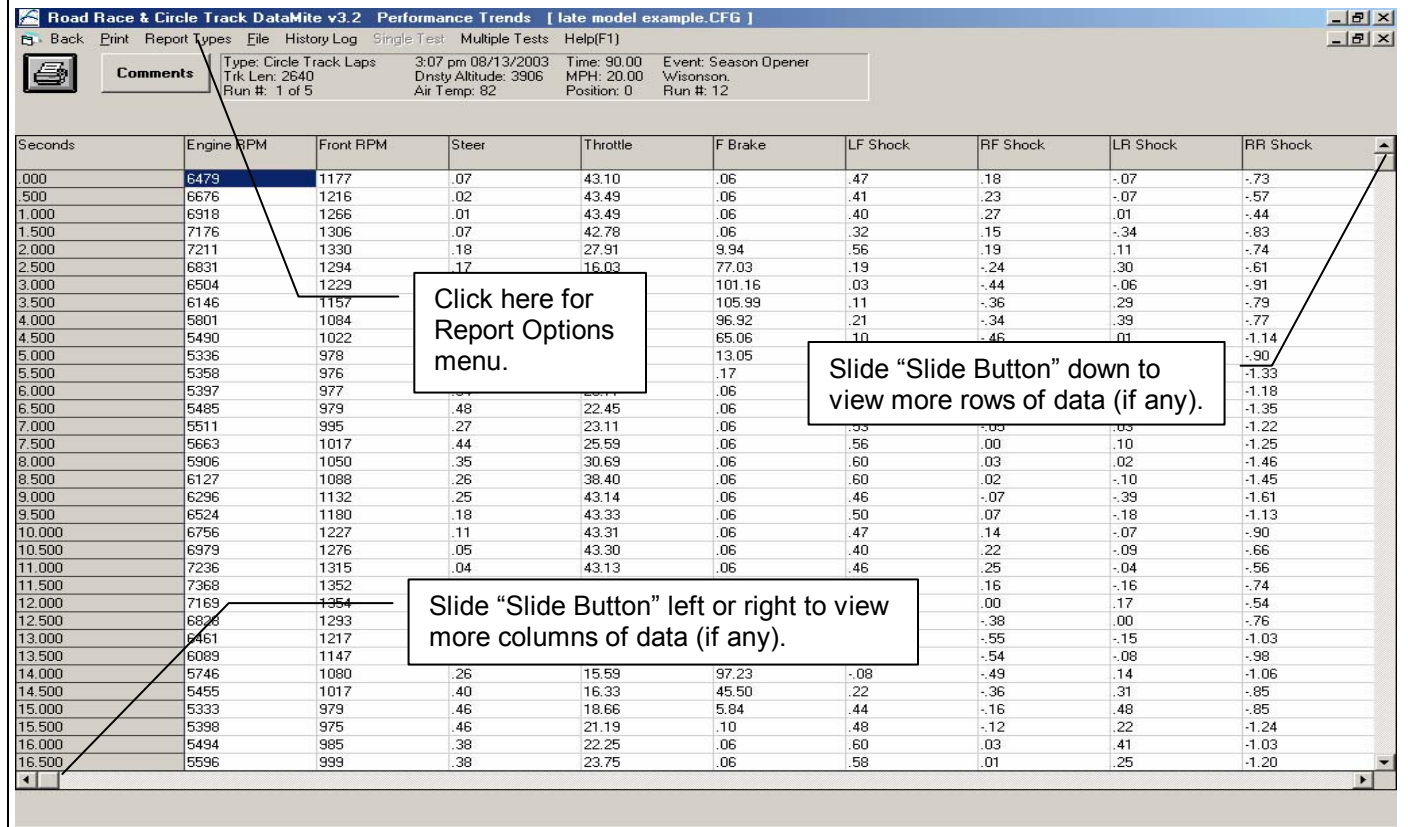 Road Race & Circle Track DataMite v3.2 Performance Trends [ late model example.CFG ]
Back Print Report Types File History Log Single Test Multiple Tests Help(F1)
Comments
Type: Circle Track Laps 3:07 pm 08/13/2003 Time: 90.00 Event: Season Opener
Trk Len: 2640 Dnsty Altitude: 3906 MPH: 20.00 Wisonson.
Run #: 1 of 5 Air Temp: 82 Position: 0 Run #: 12
Seconds Engine RPM Front RPM Steer Throttle F Brake LF Shock RF Shock LR Shock RR Shock
.000 6479 1177 .07 43.10 .06 .47 .18 -.07 -.73
.500 6676 1216 .02 43.49 .06 .41 .23 -.07 -.57
1.000 6918 1266 .01 43.49 .06 .40 .27 .01 -.44
1.500 7176 1306 .07 42.78 .06 .32 .15 -.34 -.83
2.000 7211 1330 .18 27.91 9.94 .56 .19 .11 -.74
2.500 6831 1294 .17 16.03 77.03 .19 -.24 .30 -.61
3.000 6504 1229 101.16 .03 -.44 -.06 -.91
3.500 6146 1157 105.99 .11 -.36 .29 -.79
4.000 5801 1084 96.92 .21 -.34 .39 -.77
4.500 5490 1022 65.06 .10 -.46 .01 -1.14
5.000 5336 978 13.05 -.90
5.500 5358 976 .17 -1.33
6.000 5397 977 .06 -1.18
6.500 5485 979 .48 22.45 .06 -1.35
7.000 5511 995 .27 23.11 .06 .53 -.05 .03 -1.22
7.500 5663 1017 .44 25.59 .06 .56 .00 .10 -1.25
8.000 5906 1050 .35 30.69 .06 .60 .03 .02 -1.46
8.500 6127 1088 .26 38.40 .06 .60 .02 -.10 -1.45
9.000 6296 1132 .25 43.14 .06 .46 -.07 -.39 -1.61
9.500 6524 1180 .18 43.33 .06 .50 .07 -.18 -1.13
10.000 6756 1227 .11 43.31 .06 .47 .14 -.07 -.90
10.500 6979 1276 .05 43.30 .06 .40 .22 -.09 -.66
11.000 7236 1315 .04 43.13 .06 .46 .25 -.04 -.56
11.500 7368 1352 .16 -.16 -.74
12.000 7169 1354 .00 .17 -.54
12.500 6828 1293 -.38 .00 -.76
13.000 6461 1217 -.55 -.15 -1.03
13.500 6089 1147 -.54 -.08 -.98
14.000 5746 1080 .26 15.59 97.23 -.08 -.49 .14 -1.06
14.500 5455 1017 .40 16.33 45.50 .22 -.36 .31 -.85
15.000 5333 979 .46 18.66 5.84 .44 -.16 .48 -.85
15.500 5398 975 .46 21.19 .10 .48 -.12 .22 -1.24
16.000 5494 985 .38 22.25 .06 .60 .03 .41 -1.03
16.500 5596 999 .38 23.75 .06 .58 .01 .25 -1.20
Click here for
Report Options
menu.
Slide “Slide Button” down to
view more rows of data (if any).
Slide “Slide Button” left or right to view
more columns of data (if any).